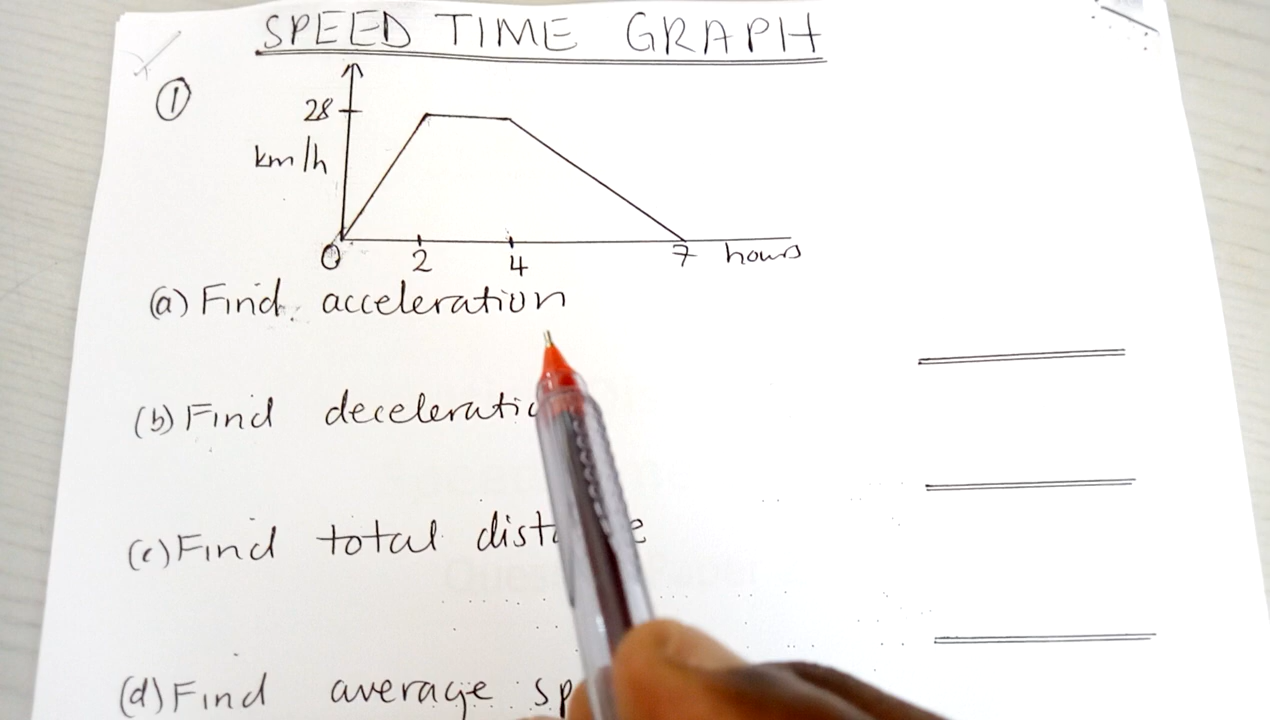 SPEED TIME GRAPH
①
28
km/h
0 2 4 7 hours
(a) Find acceleration
(b) Find
(c) Find total
(d) Find average